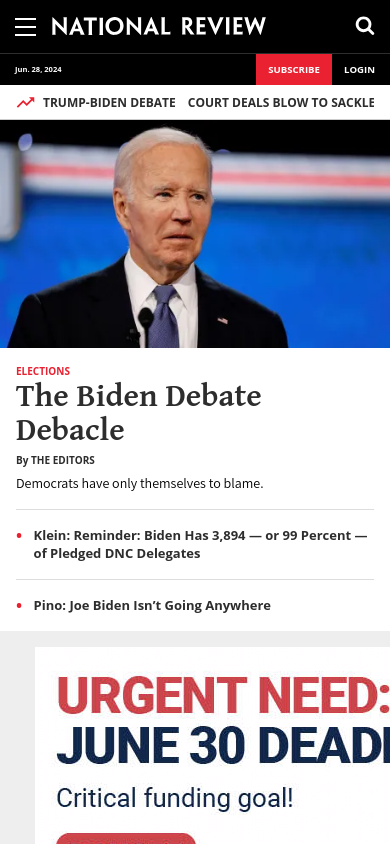 NATIONAL REVIEW
Jun. 28, 2024
SUBSCRIBE
LOGIN
TRUMP-BIDEN DEBATE COURT DEALS BLOW TO SACKLE
ELECTIONS
The Biden Debate
Debacle
By THE EDITORS
Democrats have only themselves to blame.
• Klein: Reminder: Biden Has 3,894 — or 99 Percent —
of Pledged DNC Delegates
• Pino: Joe Biden Isn’t Going Anywhere
URGENT NEED:
JUNE 30 DEADL
Critical funding goal!